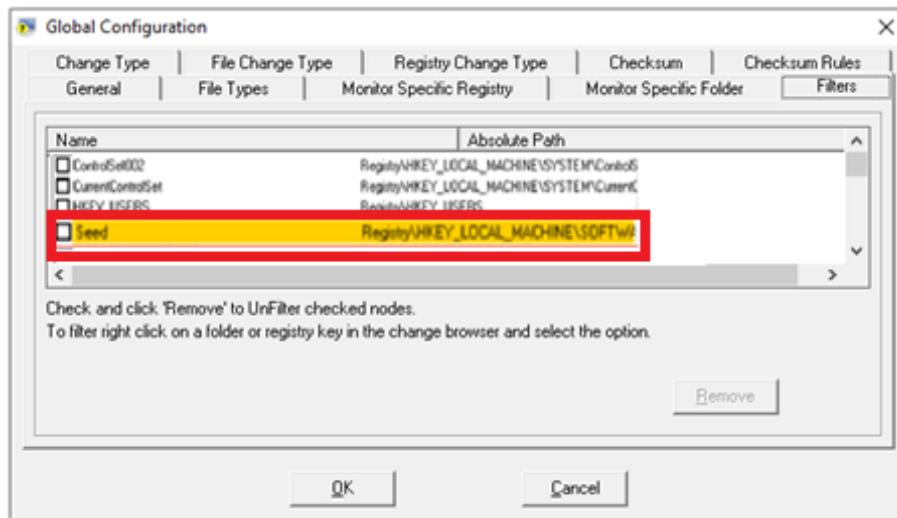 Global Configuration
Change Type File Change Type Registry Change Type Checksum Checksum Rules
General File Types Monitor Specific Registry Monitor Specific Folder Filters
Name Absolute Path
ControlSet002 Registry\HKEY_LOCAL_MACHINE\SYSTEM\ControlS
CurrentControlSet Registry\HKEY_LOCAL_MACHINE\SYSTEM\CurrentC
HKEY_USERS Registry\HKEY_USERS
Seed Registry\HKEY_LOCAL_MACHINE\SOFTWA
Check and click 'Remove' to UnFilter checked nodes.
To filter right click on a folder or registry key in the change browser and select the option.
Remove
OK Cancel